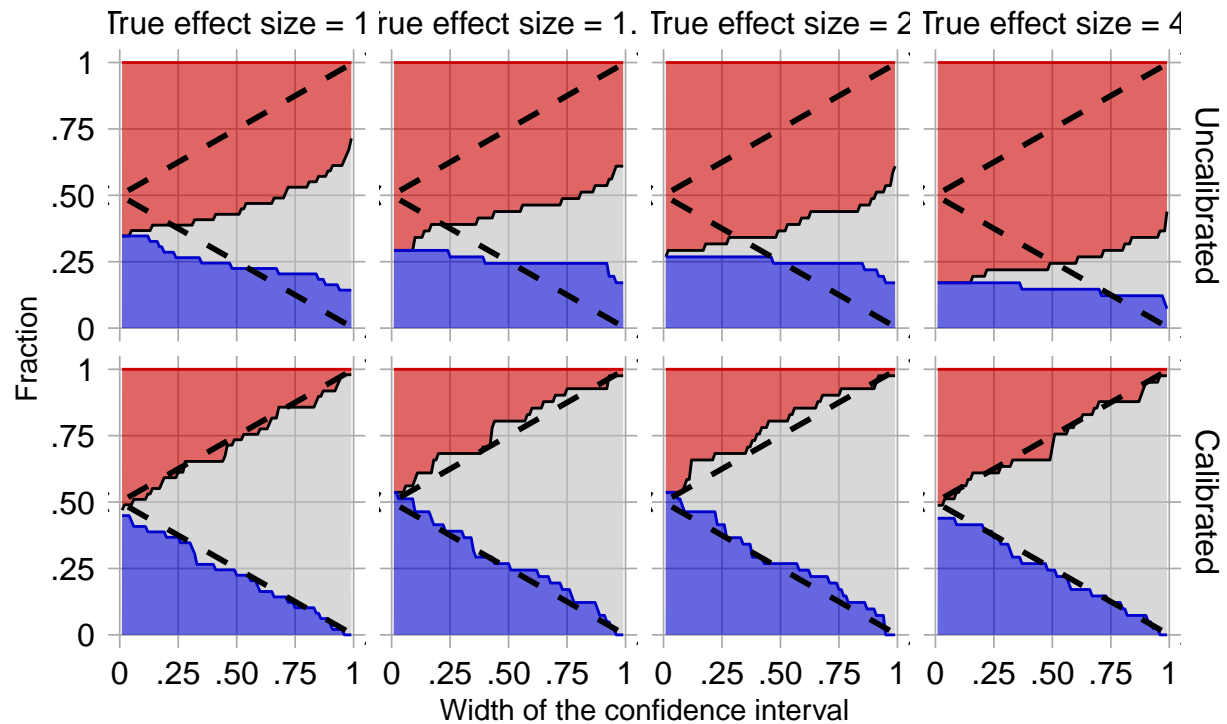 True effect size = 1
True effect size = 1.
True effect size = 2
True effect size = 4
1
.75
.50
.25
0
Uncalibrated
Fraction
1
.75
.50
.25
0
Calibrated
0 .25 .50 .75 1
0 .25 .50 .75 1
0 .25 .50 .75 1
0 .25 .50 .75 1
Width of the confidence interval